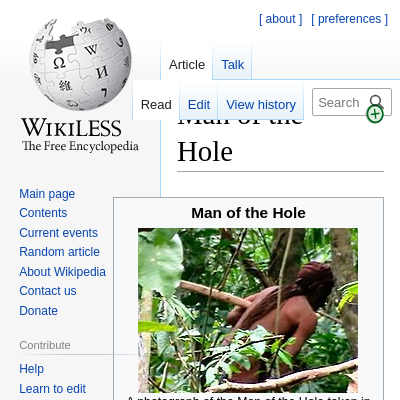 [ about ] [ preferences ]
Article Talk
Read Edit View history
Search
WIKILESS
The Free Encyclopedia
Man of the
Hole
Main page
Contents
Current events
Random article
About Wikipedia
Contact us
Donate
Contribute
Help
Learn to edit
Man of the Hole
A photograph of the Man of the Hole taken in